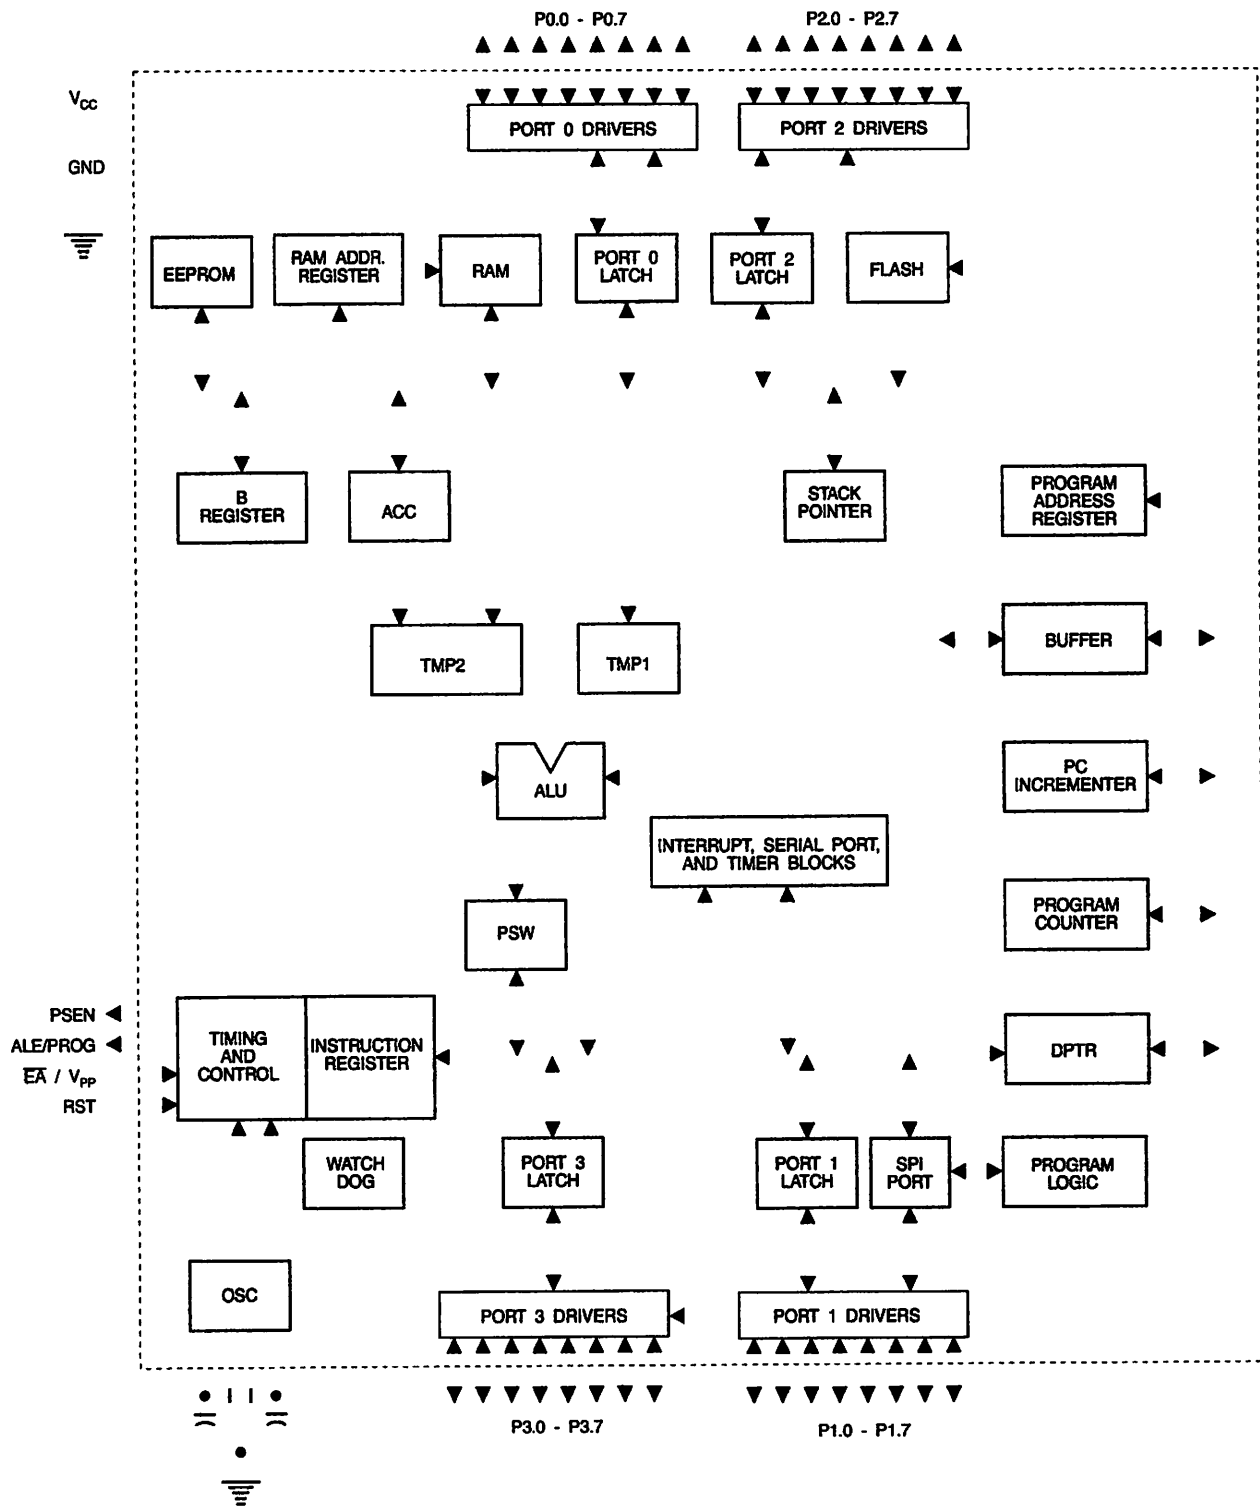 P0.0 - P0.7
P2.0 - P2.7
VCC
PORT 0 DRIVERS
PORT 2 DRIVERS
GND
EEPROM
RAM ADDR.
REGISTER
RAM
PORT 0
LATCH
PORT 2
LATCH
FLASH
B
REGISTER
ACC
STACK
POINTER
PROGRAM
ADDRESS
REGISTER
TMP2
TMP1
BUFFER
ALU
PC
INCREMENTER
INTERRUPT, SERIAL PORT,
AND TIMER BLOCKS
PSW
PROGRAM
COUNTER
PSEN
ALE/PROG
EA / VPP
RST
TIMING
AND
CONTROL
INSTRUCTION
REGISTER
DPTR
WATCH
DOG
PORT 3
LATCH
PORT 1
LATCH
SPI
PORT
PROGRAM
LOGIC
OSC
PORT 3 DRIVERS
PORT 1 DRIVERS
P3.0 - P3.7
P1.0 - P1.7